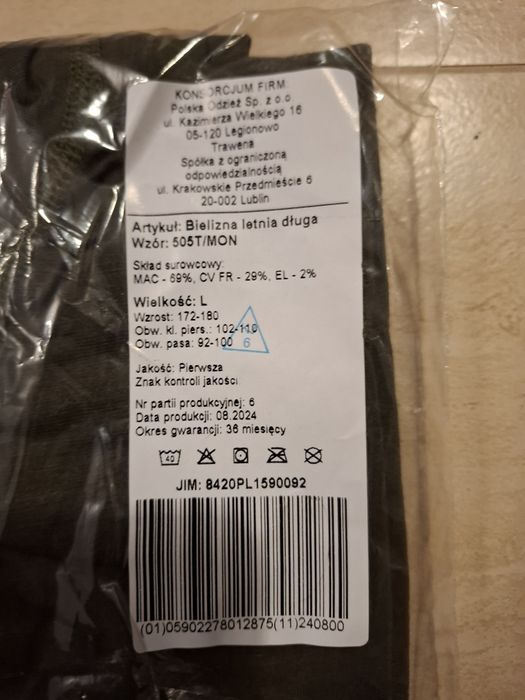 KONSORCJUM FIRM:
Polska Odzież Sp. z o.o.
ul. Kazimierza Wielkiego 16
05-120 Legionowo
Trawena
Spółka z ograniczoną
odpowiedzialnością
ul. Krakowskie Przedmieście 6
20-002 Lublin
Artykuł: Bielizna letnia długa
Wzór: 505T/MON
Skład surowcowy:
MAC - 69%, CV FR - 29%, EL - 2%
Wielkość: L
Wzrost: 172-180
Obw. kl. piers.: 102-110
Obw. pasa: 92-100
6
Jakość: Pierwsza
Znak kontroli jakości
Nr partii produkcyjnej: 6
Data produkcji: 08.2024
Okres gwarancji: 36 miesięcy
40
JIM: 8420PL1590092
(01)05902278012875(11)240800